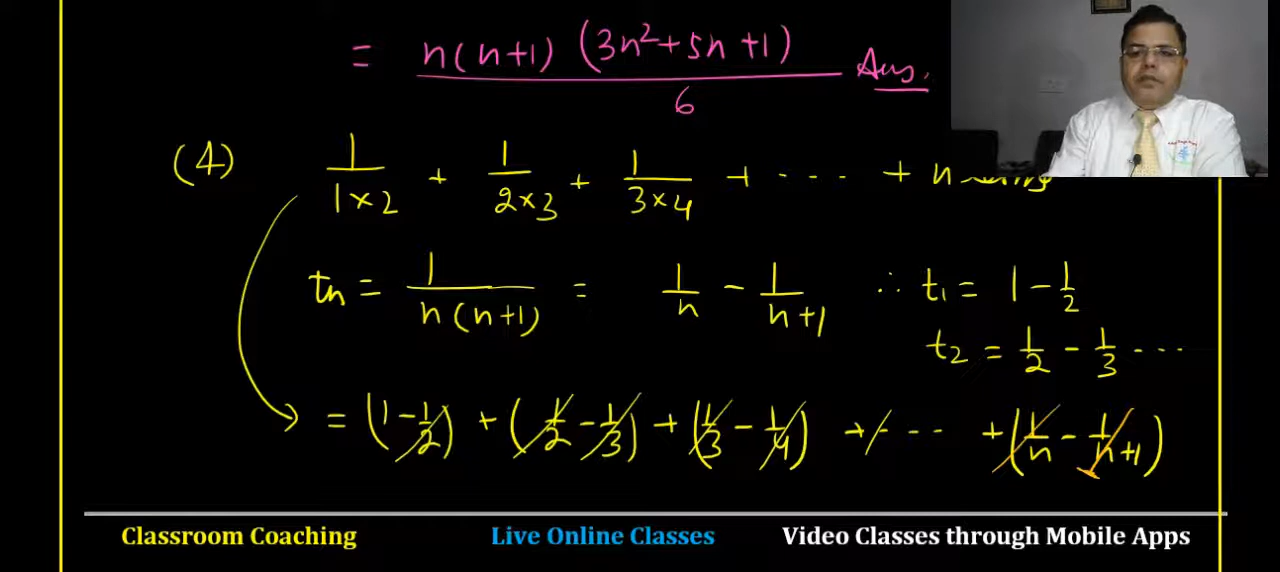 = n(n+1) (3n²+5n+1) / 6 Ans.
(4) 1/(1×2) + 1/(2×3) + 1/(3×4) + ... + n
tn = 1/(n(n+1)) = 1/n - 1/(n+1) ∴ t1 = 1 - 1/2
t2 = 1/2 - 1/3 ...
= (1 - 1/2) + (1/2 - 1/3) + (1/3 - 1/4) + ... + (1/n - 1/(n+1))
Classroom Coaching Live Online Classes Video Classes through Mobile Apps